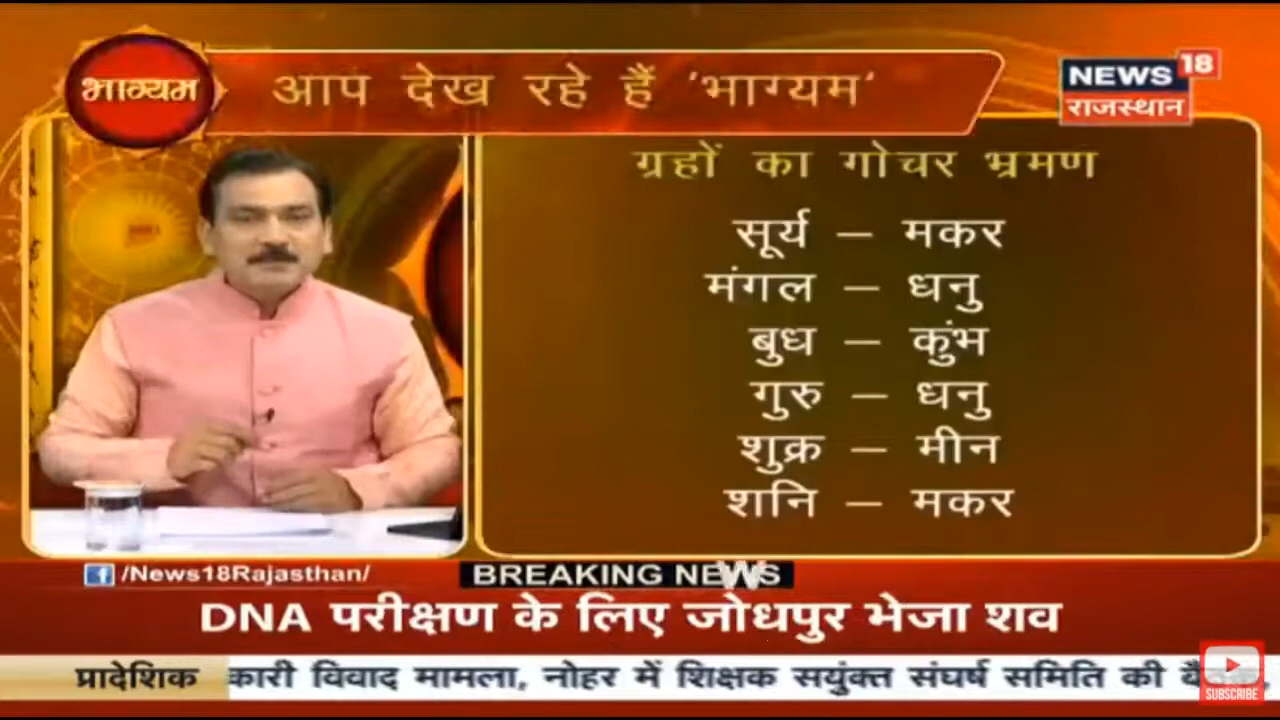 भाग्यम
आप देख रहे हैं 'भाग्यम'
NEWS 18
राजस्थान
ग्रहों का गोचर भ्रमण
सूर्य – मकर
मंगल – धनु
बुध – कुंभ
गुरु – धनु
शुक्र – मीन
शनि – मकर
/News18Rajasthan/
BREAKING NEWS
DNA परीक्षण के लिए जोधपुर भेजा शव
प्रादेशिक कारी विवाद मामला, नोहर में शिक्षक सयुंक्त संघर्ष समिति की
SUBSCRIBE